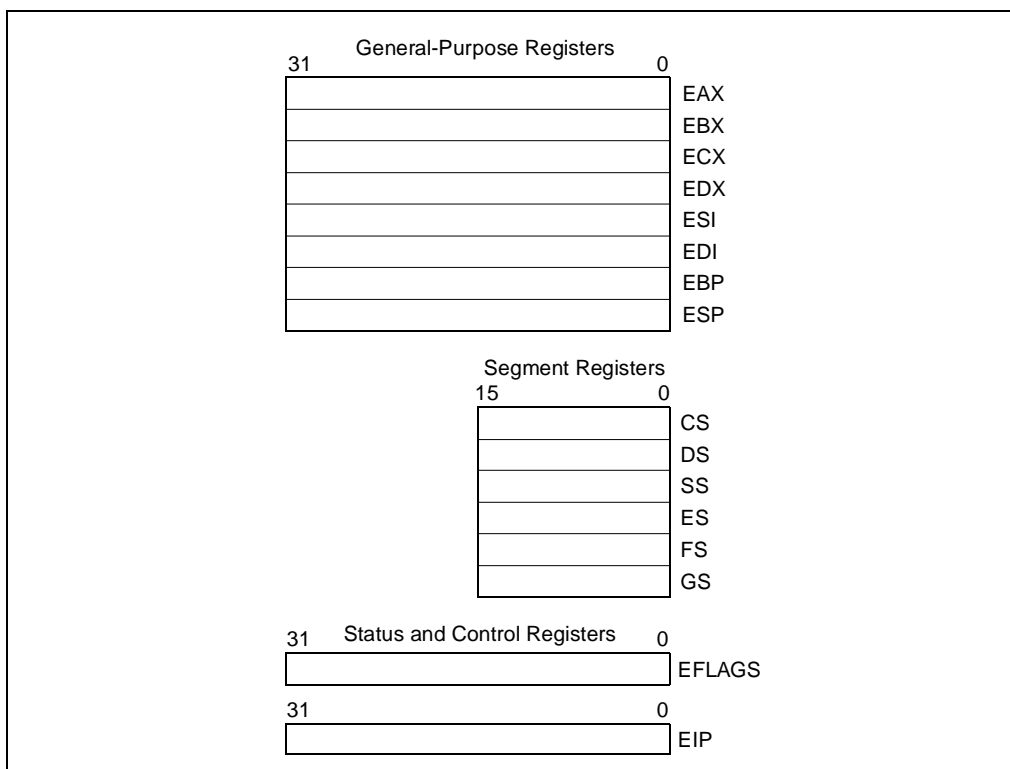 General-Purpose Registers
31 0
EAX
EBX
ECX
EDX
ESI
EDI
EBP
ESP
Segment Registers
15 0
CS
DS
SS
ES
FS
GS
31 Status and Control Registers 0
EFLAGS
31 0
EIP